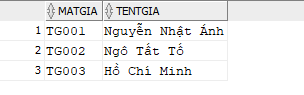 MATGIA TENTGIA
1 TG001 Nguyễn Nhật Ánh
2 TG002 Ngô Tất Tố
3 TG003 Hồ Chí Minh